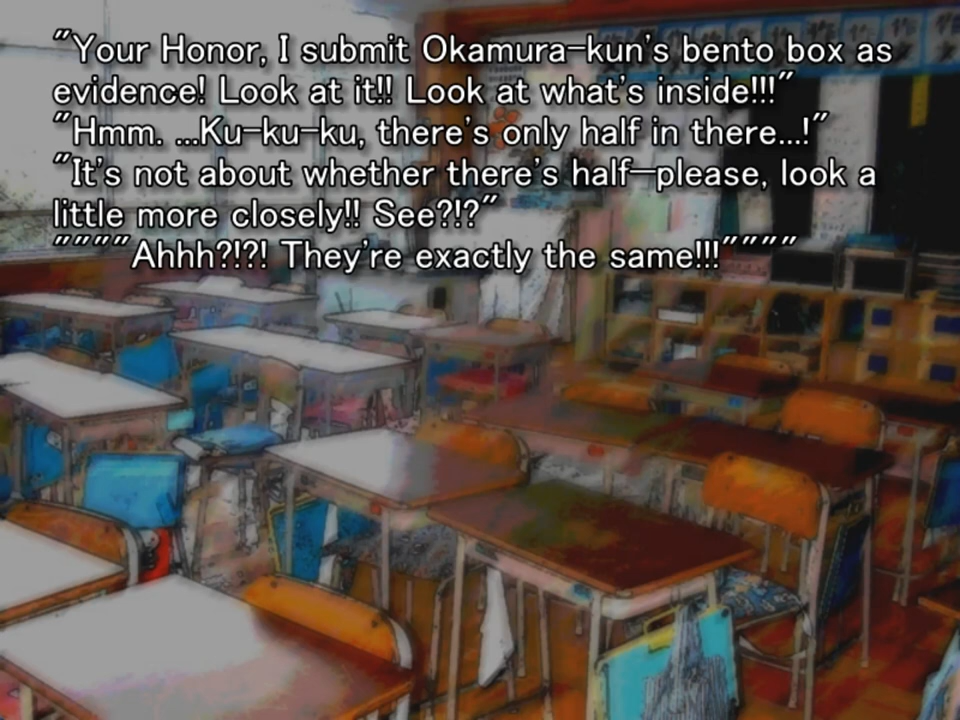 "Your Honor, I submit Okamura-kun's bento box as
evidence! Look at it!! Look at what's inside!!!"
"Hmm. ...Ku-ku-ku, there's only half in there...!"
"It's not about whether there's half—please, look a
little more closely!! See?!?"
""""Ahhh?!?! They're exactly the same!!!""""